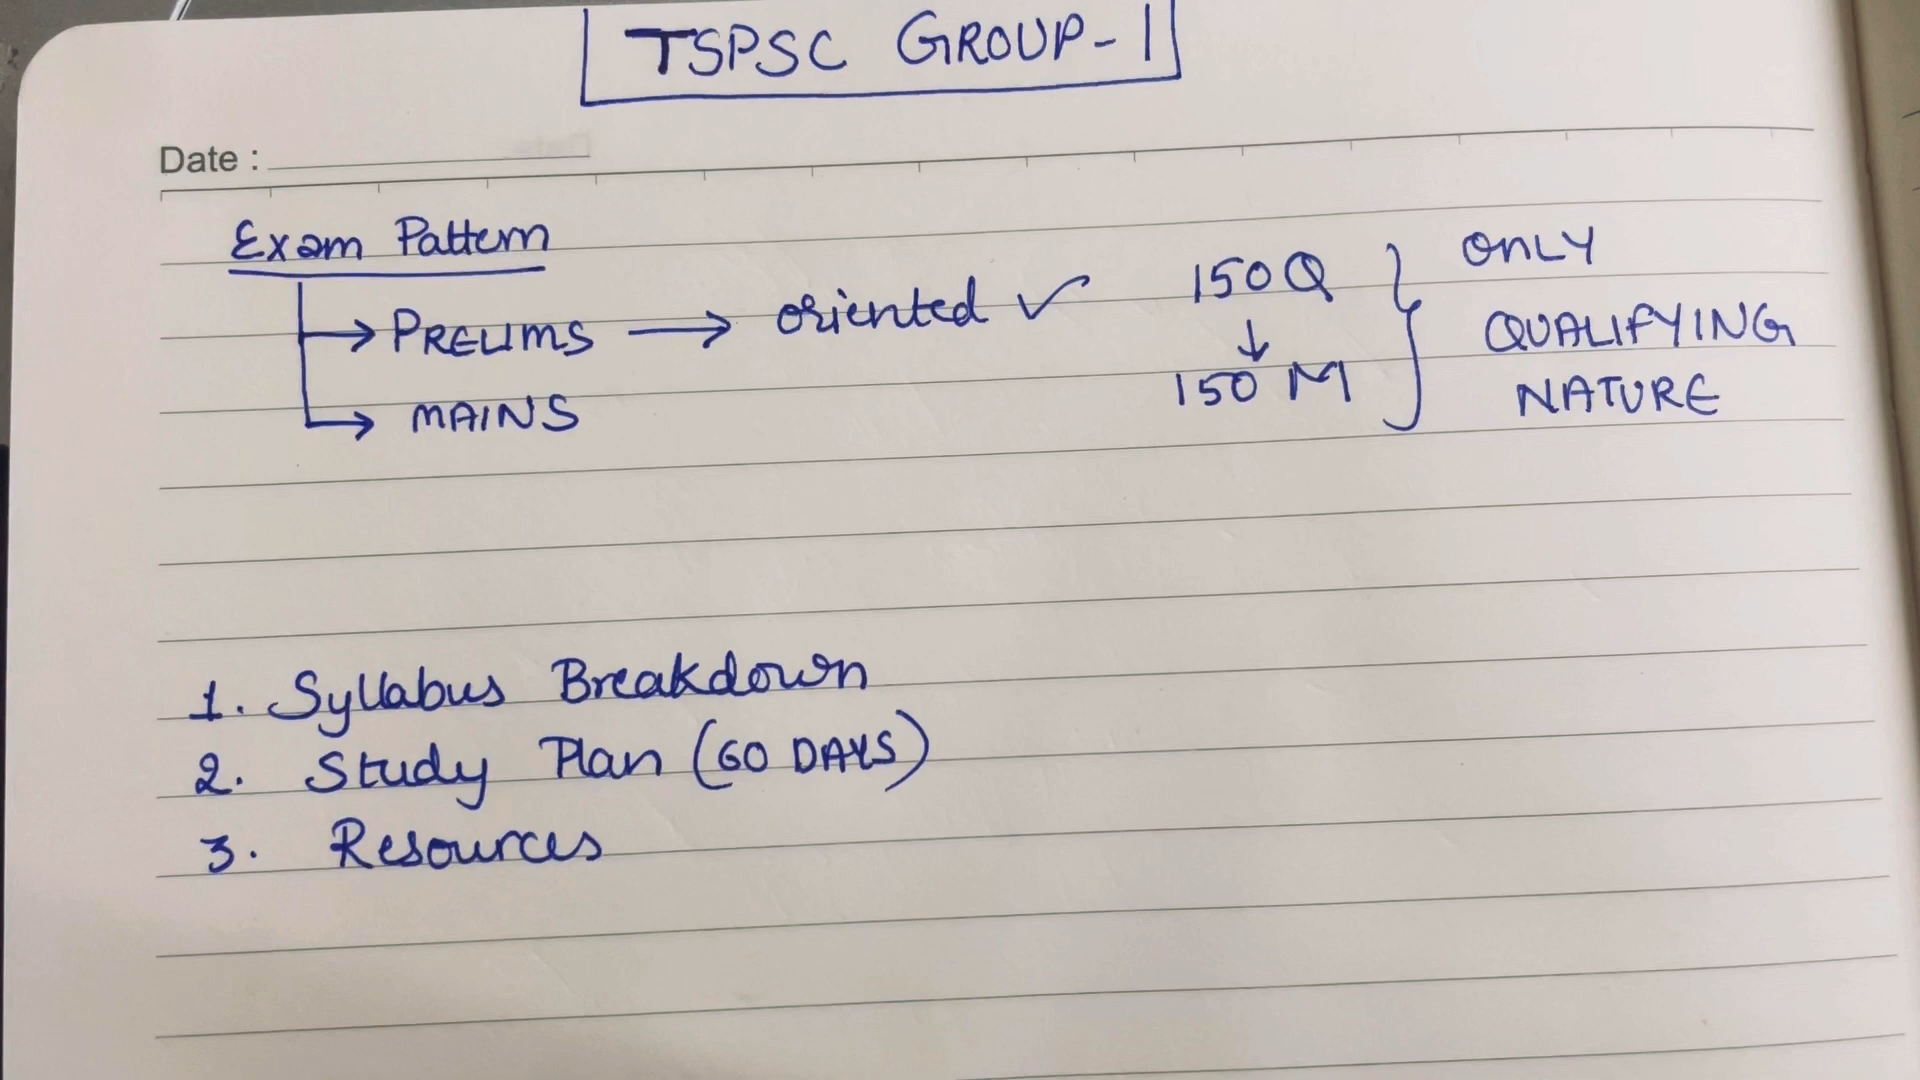 TSPSC GROUP-1
Date :
Exam Pattern
→ PRELIMS → oriented ✓ 150Q } ONLY
↓ QUALIFYING
→ MAINS 150 M NATURE
1. Syllabus Breakdown
2. Study Plan (60 DAYS)
3. Resources